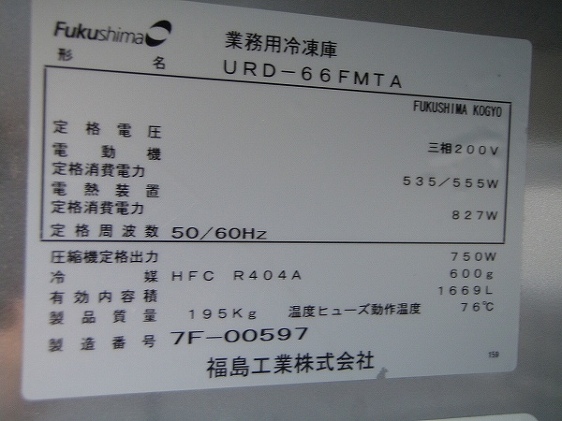 Fukushima 業務用冷凍庫
形名 URD-66FMTA
FUKUSHIMA KOGYO
定格電圧 三相200V
電動機
定格消費電力 535/555W
電熱装置
定格消費電力 827W
定格周波数 50/60Hz
圧縮機定格出力 750W
冷媒 HFC R404A 600g
有効内容積 1669L
製品質量 195Kg 温度ヒューズ動作温度 76℃
製造番号 7F-00597
福島工業株式会社
159